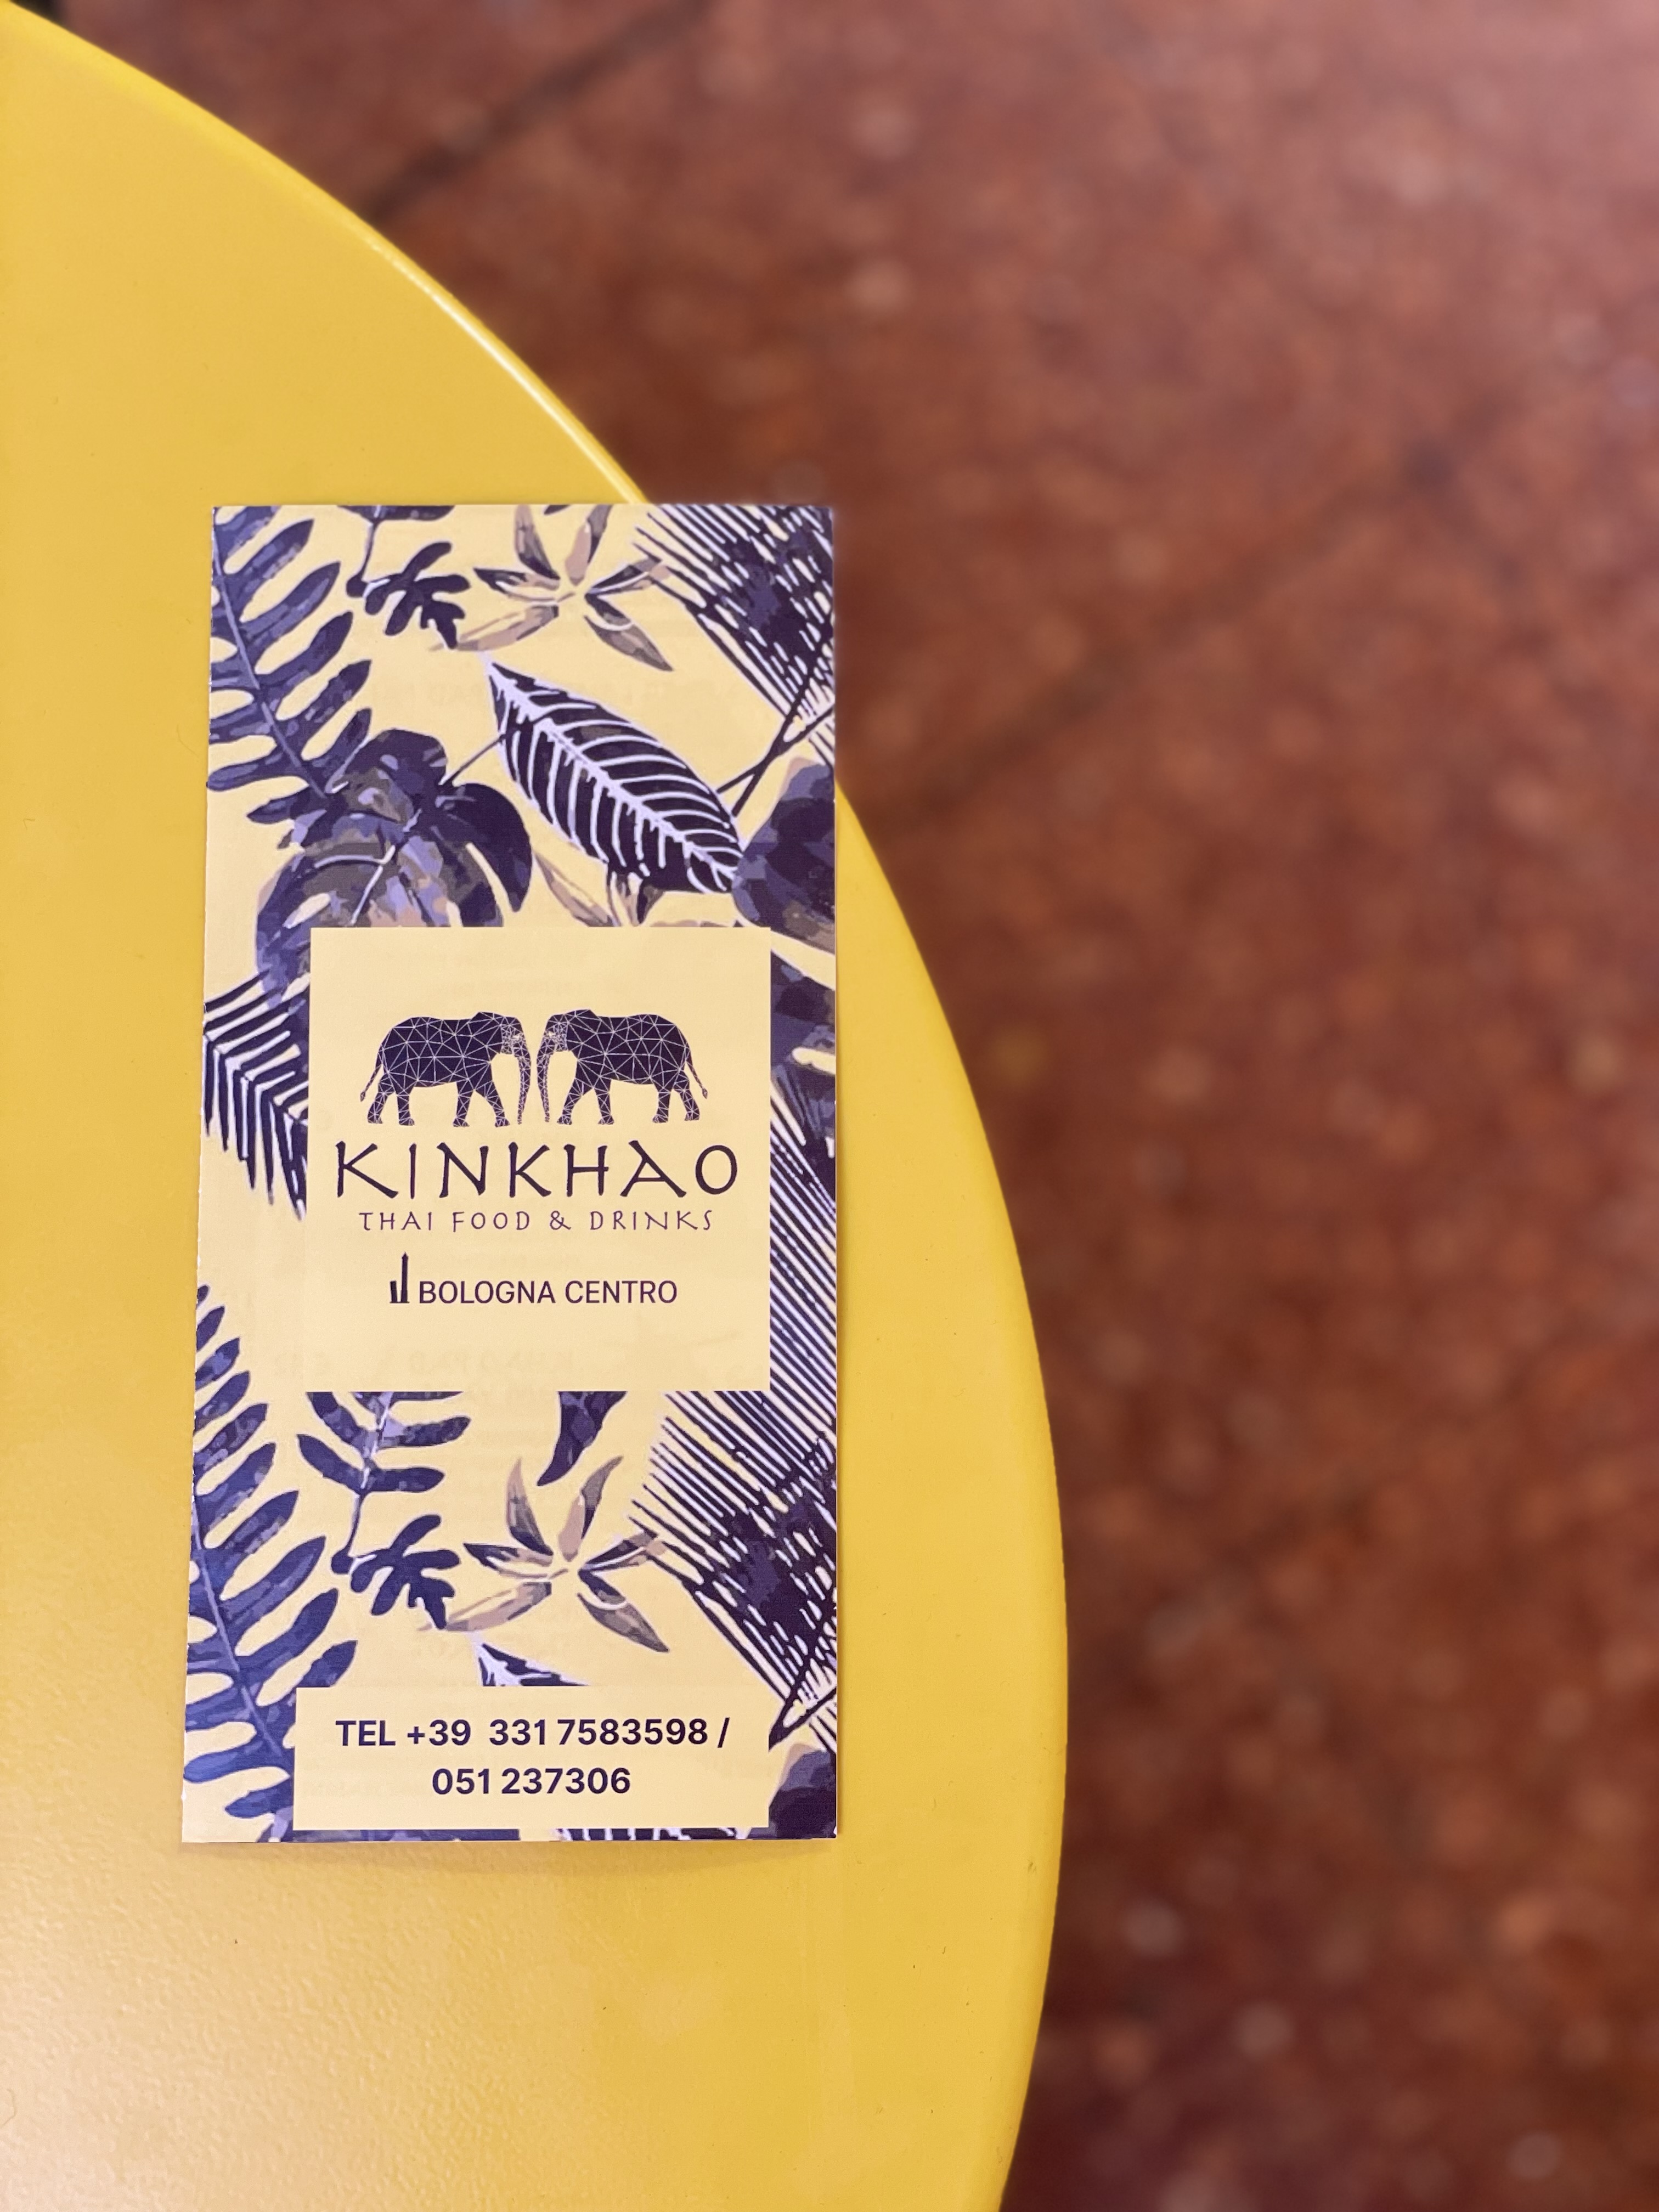 KINKHAO
THAI FOOD & DRINKS
BOLOGNA CENTRO
TEL +39 331 7583598 /
051 237306